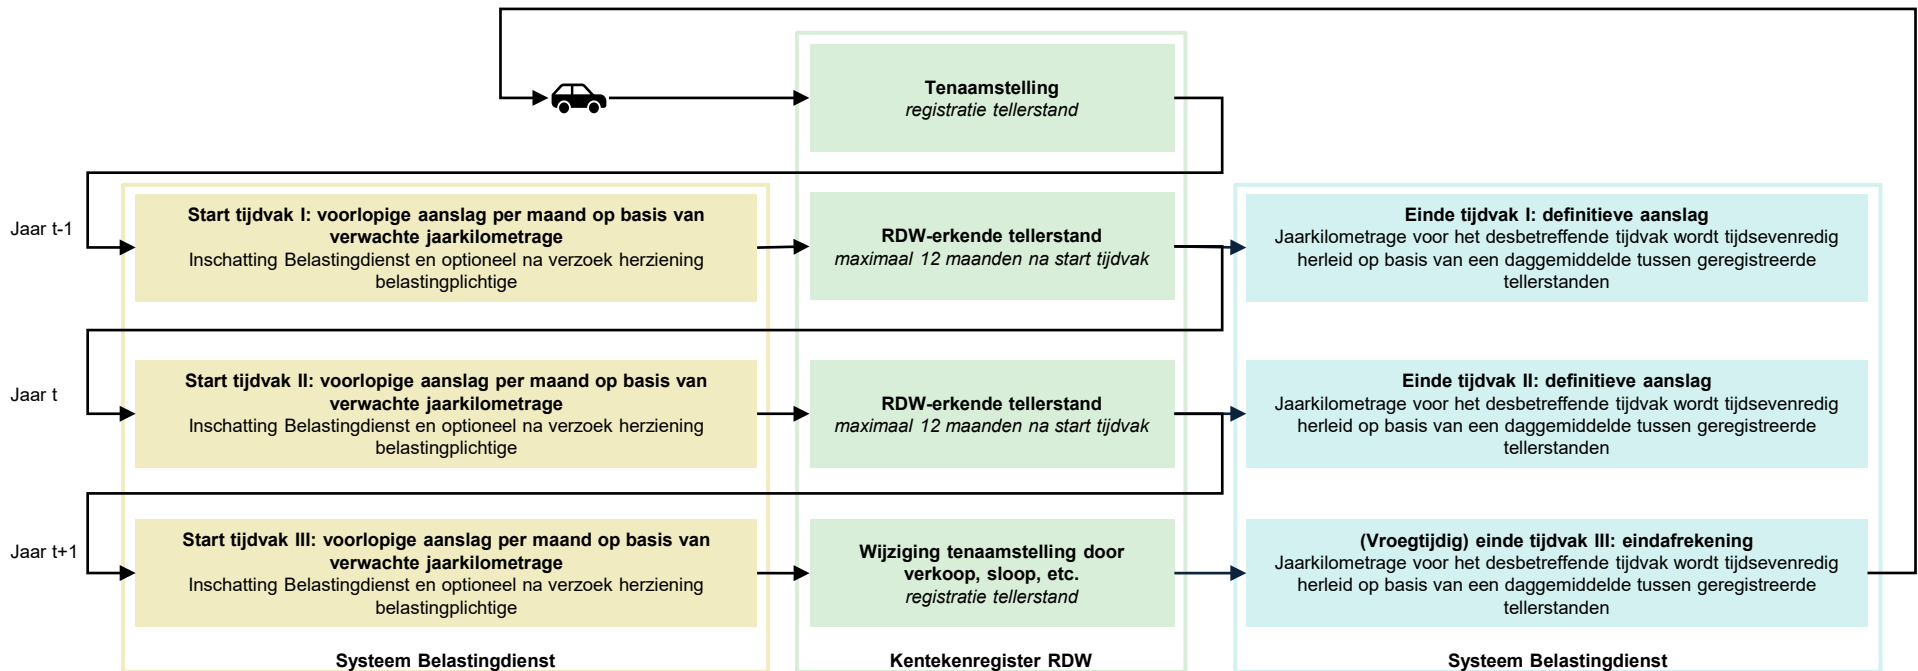 Tenaamstelling
registratie tellerstand
Jaar t-1
Start tijdvak I: voorlopige aanslag per maand op basis van
verwachte jaarkilometrage
Inschatting Belastingdienst en optioneel na verzoek herziening
belastingplichtige
RDW-erkende tellerstand
maximaal 12 maanden na start tijdvak
Einde tijdvak I: definitieve aanslag
Jaarkilometrage voor het desbetreffende tijdvak wordt tijdsevenredig
herleid op basis van een daggemiddelde tussen geregistreerde
tellerstanden
Jaar t
Start tijdvak II: voorlopige aanslag per maand op basis van
verwachte jaarkilometrage
Inschatting Belastingdienst en optioneel na verzoek herziening
belastingplichtige
RDW-erkende tellerstand
maximaal 12 maanden na start tijdvak
Einde tijdvak II: definitieve aanslag
Jaarkilometrage voor het desbetreffende tijdvak wordt tijdsevenredig
herleid op basis van een daggemiddelde tussen geregistreerde
tellerstanden
Jaar t+1
Start tijdvak III: voorlopige aanslag per maand op basis van
verwachte jaarkilometrage
Inschatting Belastingdienst en optioneel na verzoek herziening
belastingplichtige
Wijziging tenaamstelling door
verkoop, sloop, etc.
registratie tellerstand
(Vroegtijdig) einde tijdvak III: eindafrekening
Jaarkilometrage voor het desbetreffende tijdvak wordt tijdsevenredig
herleid op basis van een daggemiddelde tussen geregistreerde
tellerstanden
Systeem Belastingdienst
Kentekenregister RDW
Systeem Belastingdienst